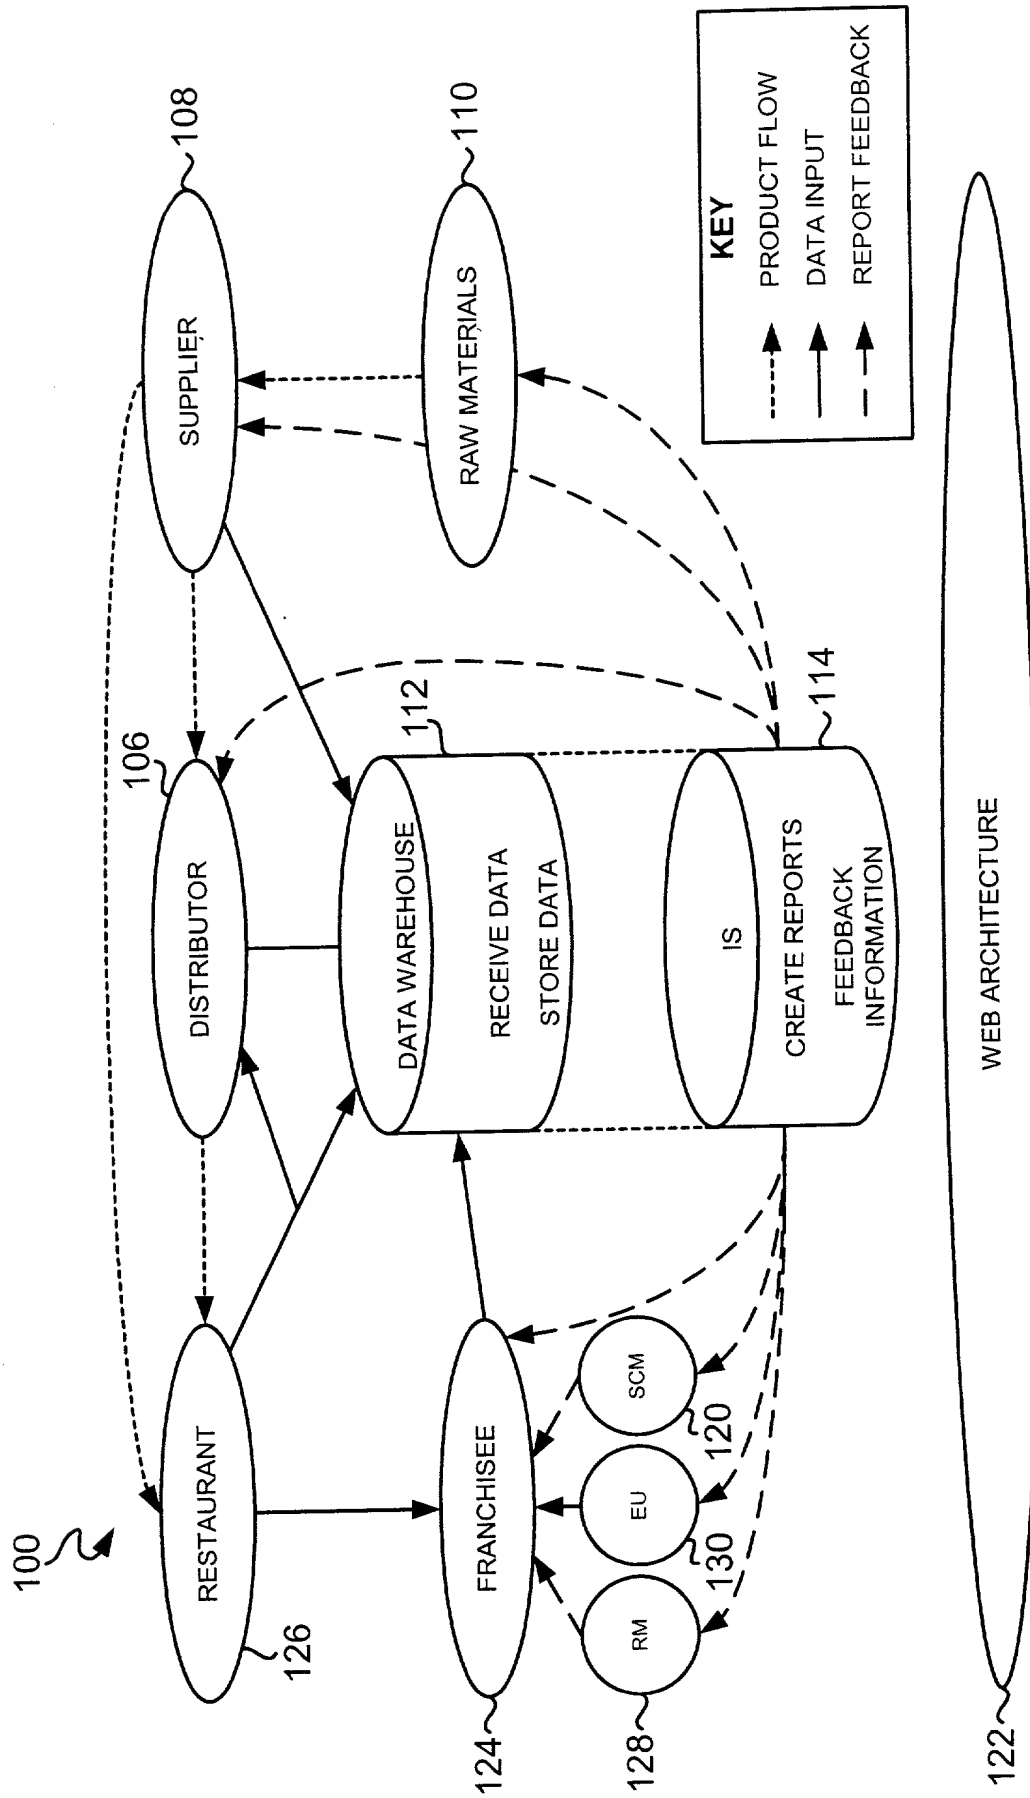 100
126
RESTAURANT
106
DISTRIBUTOR
108
SUPPLIER
124
FRANCHISEE
112
DATA WAREHOUSE
RECEIVE DATA
STORE DATA
110
RAW MATERIALS
128
RM
130
EU
120
SCM
114
IS
CREATE REPORTS
FEEDBACK
INFORMATION
KEY
PRODUCT FLOW
DATA INPUT
REPORT FEEDBACK
122
WEB ARCHITECTURE